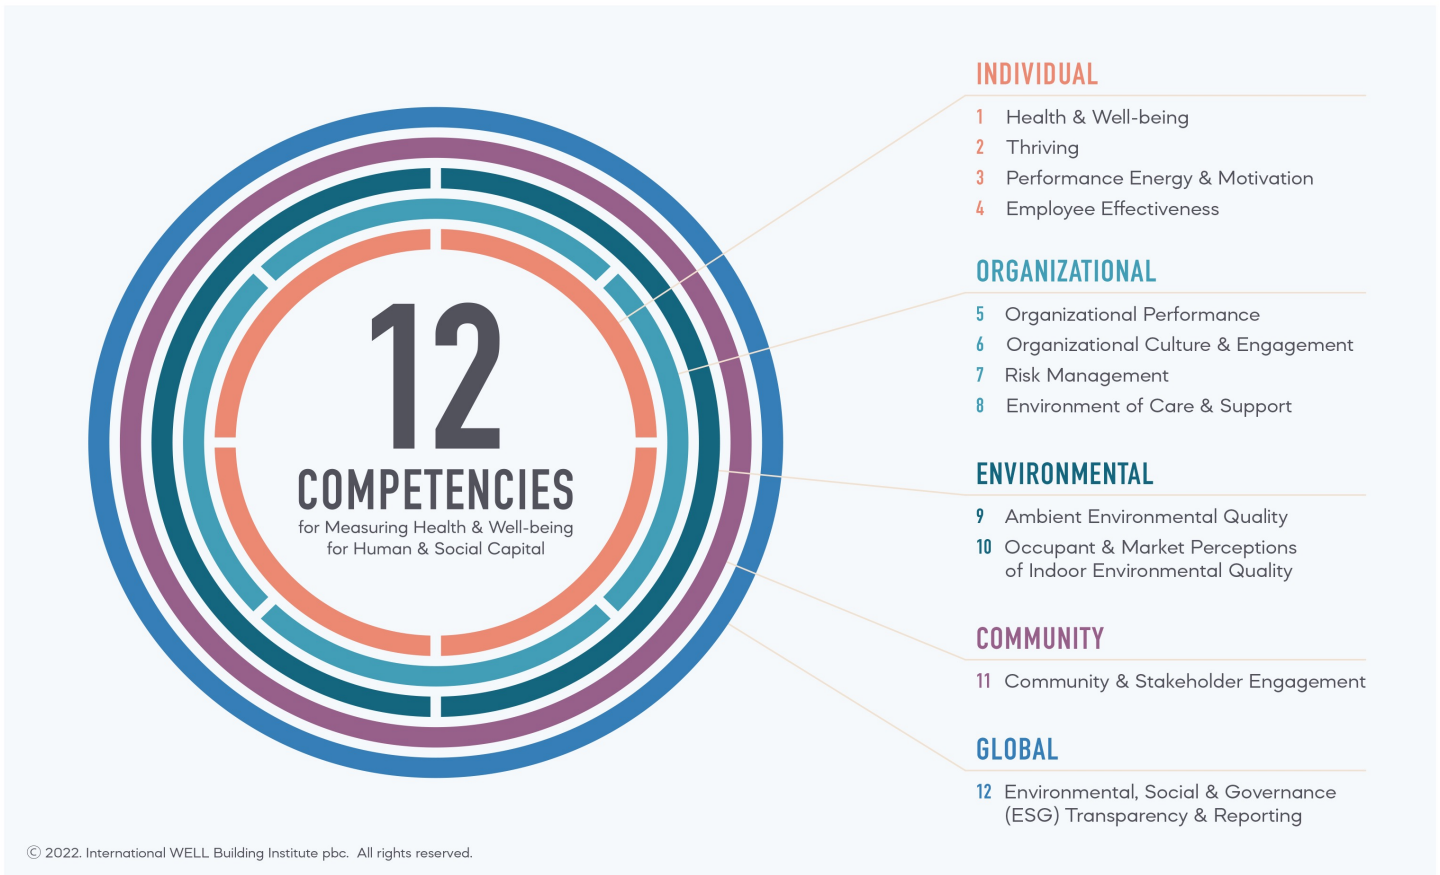 12
COMPETENCIES
for Measuring Health & Well-being
for Human & Social Capital
INDIVIDUAL
1 Health & Well-being
2 Thriving
3 Performance Energy & Motivation
4 Employee Effectiveness
ORGANIZATIONAL
5 Organizational Performance
6 Organizational Culture & Engagement
7 Risk Management
8 Environment of Care & Support
ENVIRONMENTAL
9 Ambient Environmental Quality
10 Occupant & Market Perceptions
of Indoor Environmental Quality
COMMUNITY
11 Community & Stakeholder Engagement
GLOBAL
12 Environmental, Social & Governance
(ESG) Transparency & Reporting
© 2022. International WELL Building Institute pbc. All rights reserved.